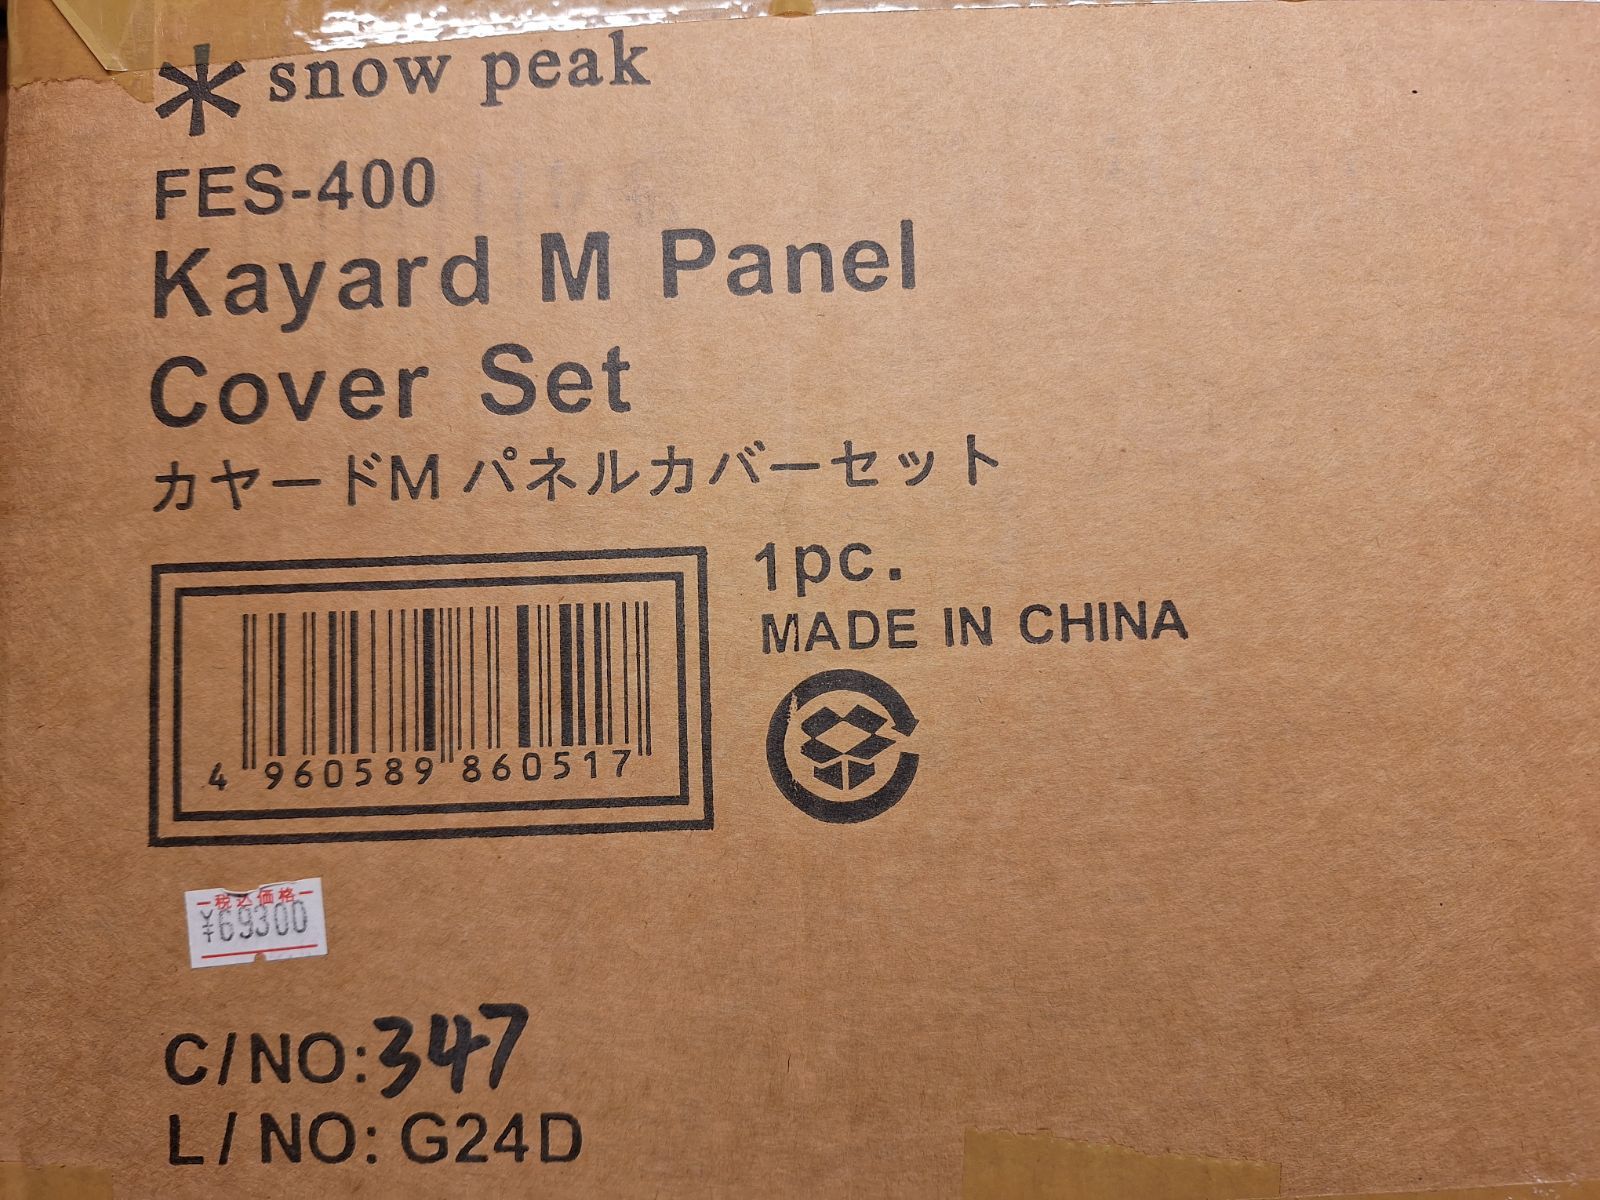 snow peak
FES-400
Kayard M Panel
Cover Set
カヤードM パネルカバーセット
1pc.
MADE IN CHINA
4 960589 860517
税込価格
¥69300
C/NO:347
L/NO: G24D